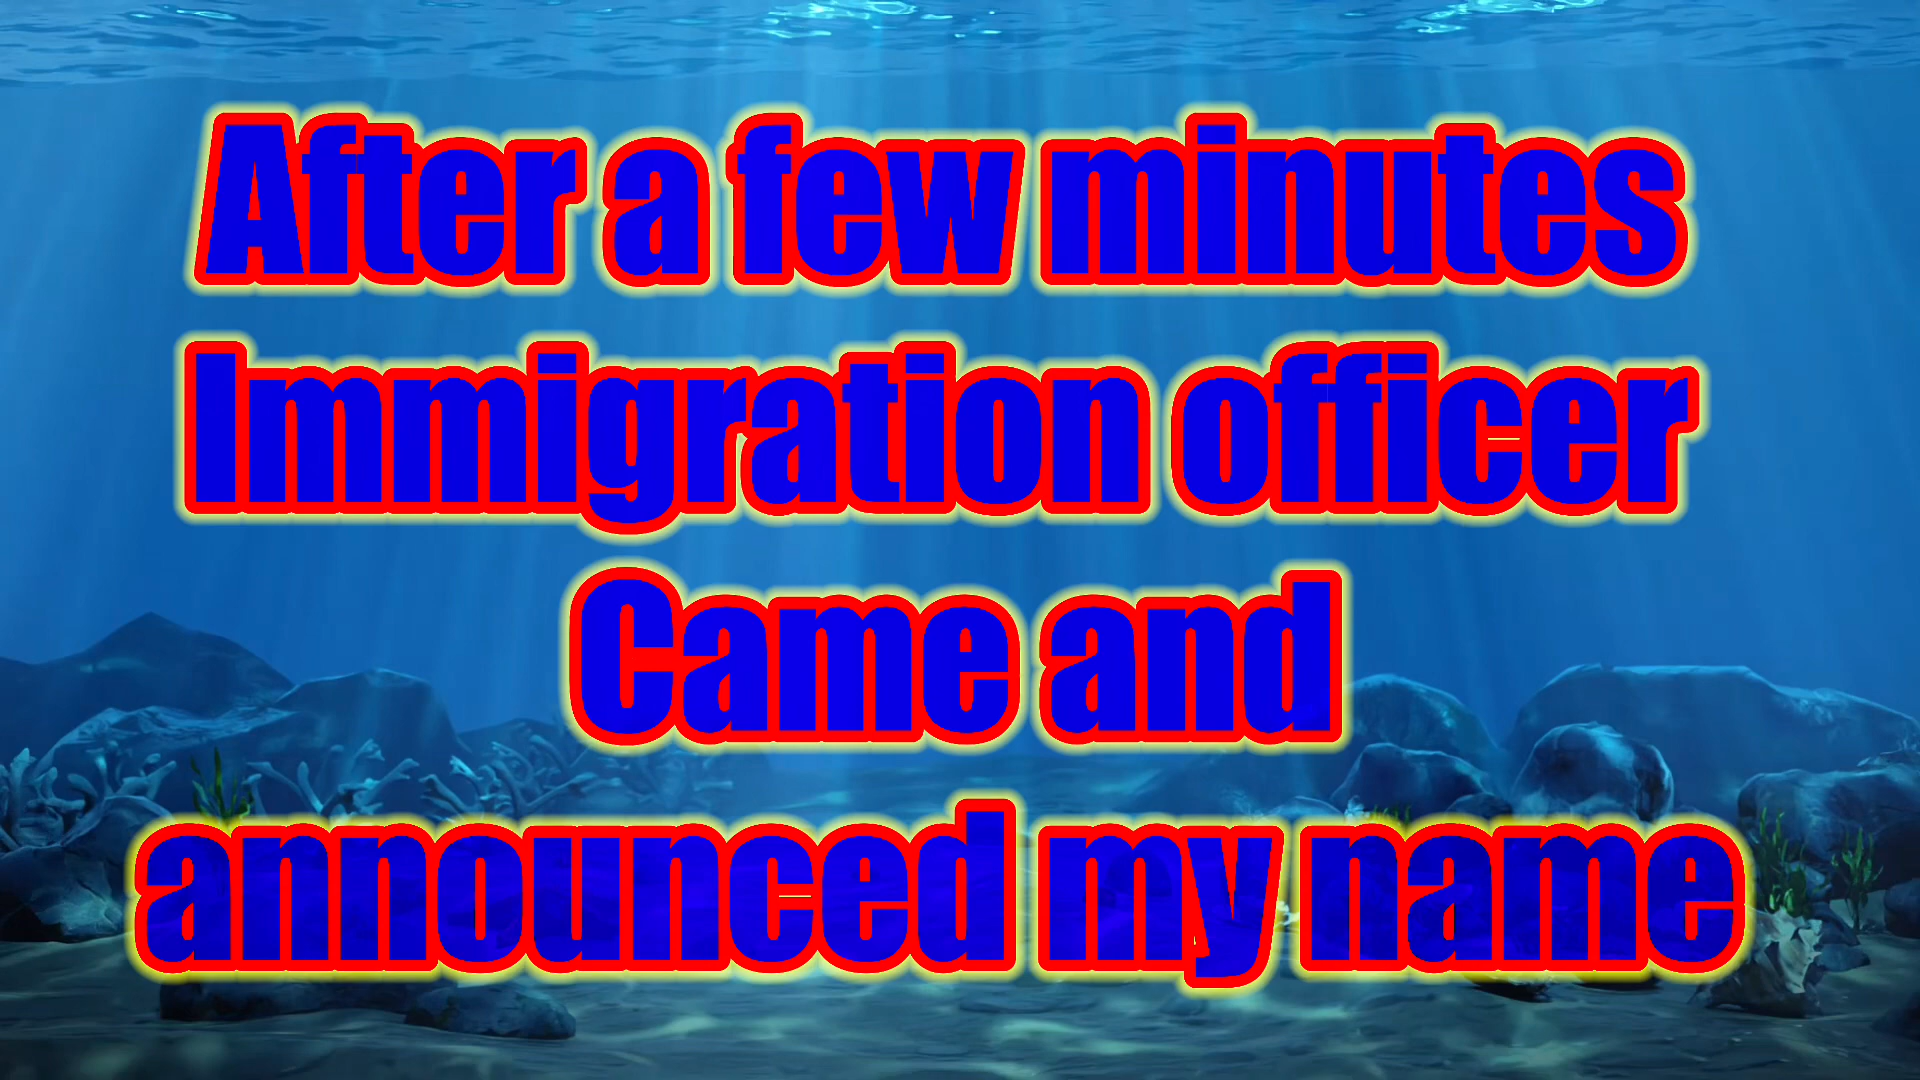 After a few minutes
Immigration officer
Came and
announced my name